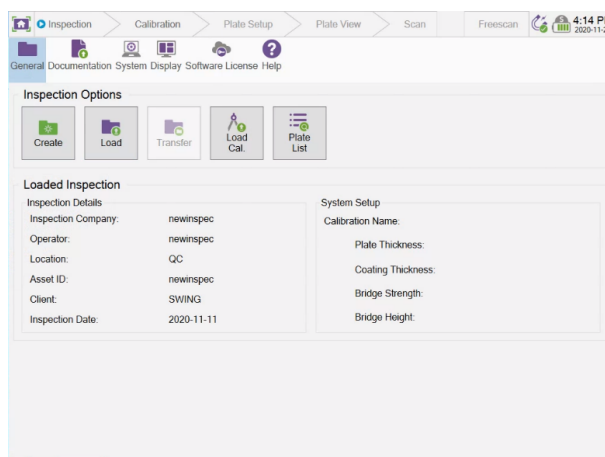 Inspection Calibration Plate Setup Plate View Scan Freescan 4:14
2020-11-
General Documentation System Display Software License Help
Inspection Options
Create Load Transfer Load Cal. Plate List
Loaded Inspection
Inspection Details
Inspection Company: newinspec
Operator: newinspec
Location: QC
Asset ID: newinspec
Client: SWING
Inspection Date: 2020-11-11
System Setup
Calibration Name:
Plate Thickness:
Coating Thickness:
Bridge Strength:
Bridge Height: